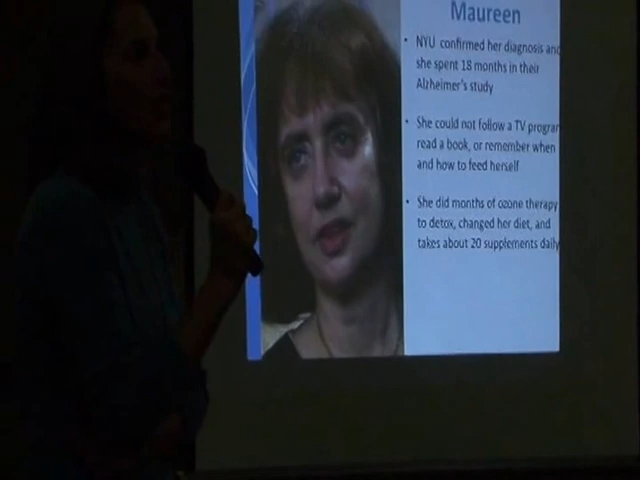 Maureen
• NYU confirmed her diagnosis and
she spent 18 months in their
Alzheimer's study
• She could not follow a TV program
read a book, or remember when
and how to feed herself
• She did months of ozone therapy
to detox, changed her diet, and
takes about 20 supplements daily